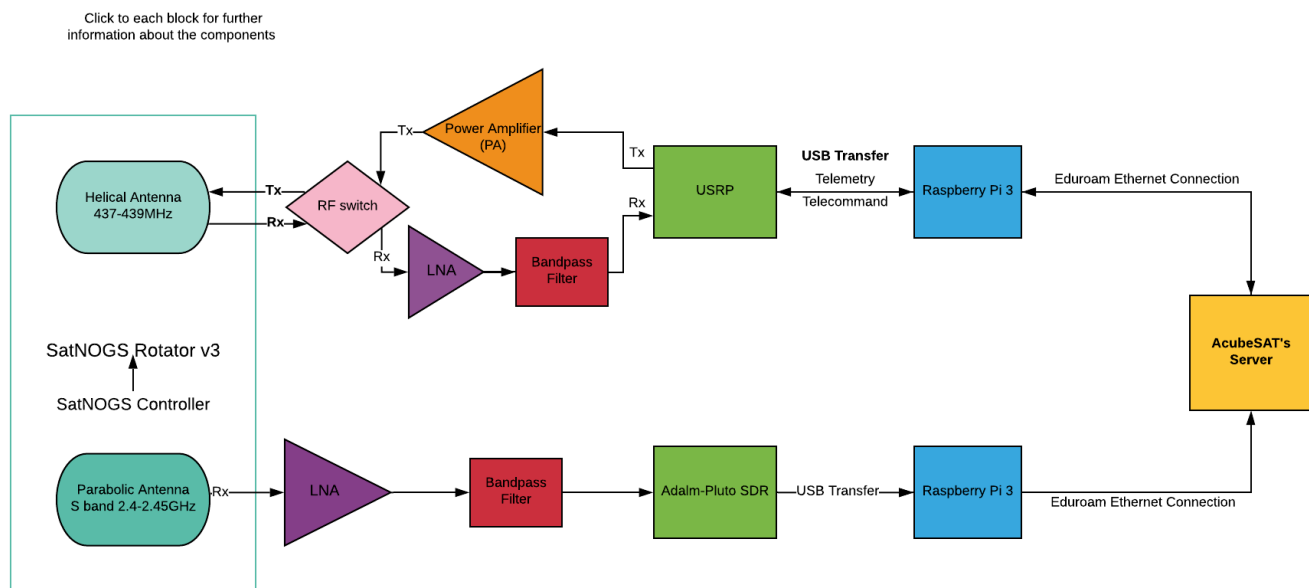 Click to each block for further
information about the components
Power Amplifier
(PA)
Tx
Tx
Helical Antenna
437-439MHz
Tx
Rx
RF switch
Rx
LNA
Bandpass
Filter
Rx
USRP
USB Transfer
Telemetry
Telecommand
Raspberry Pi 3
Eduroam Ethernet Connection
AcubeSAT's
Server
SatNOGS Rotator v3
SatNOGS Controller
Parabolic Antenna
S band 2.4-2.45GHz
Rx
LNA
Bandpass
Filter
Adalm-Pluto SDR
USB Transfer
Raspberry Pi 3
Eduroam Ethernet Connection